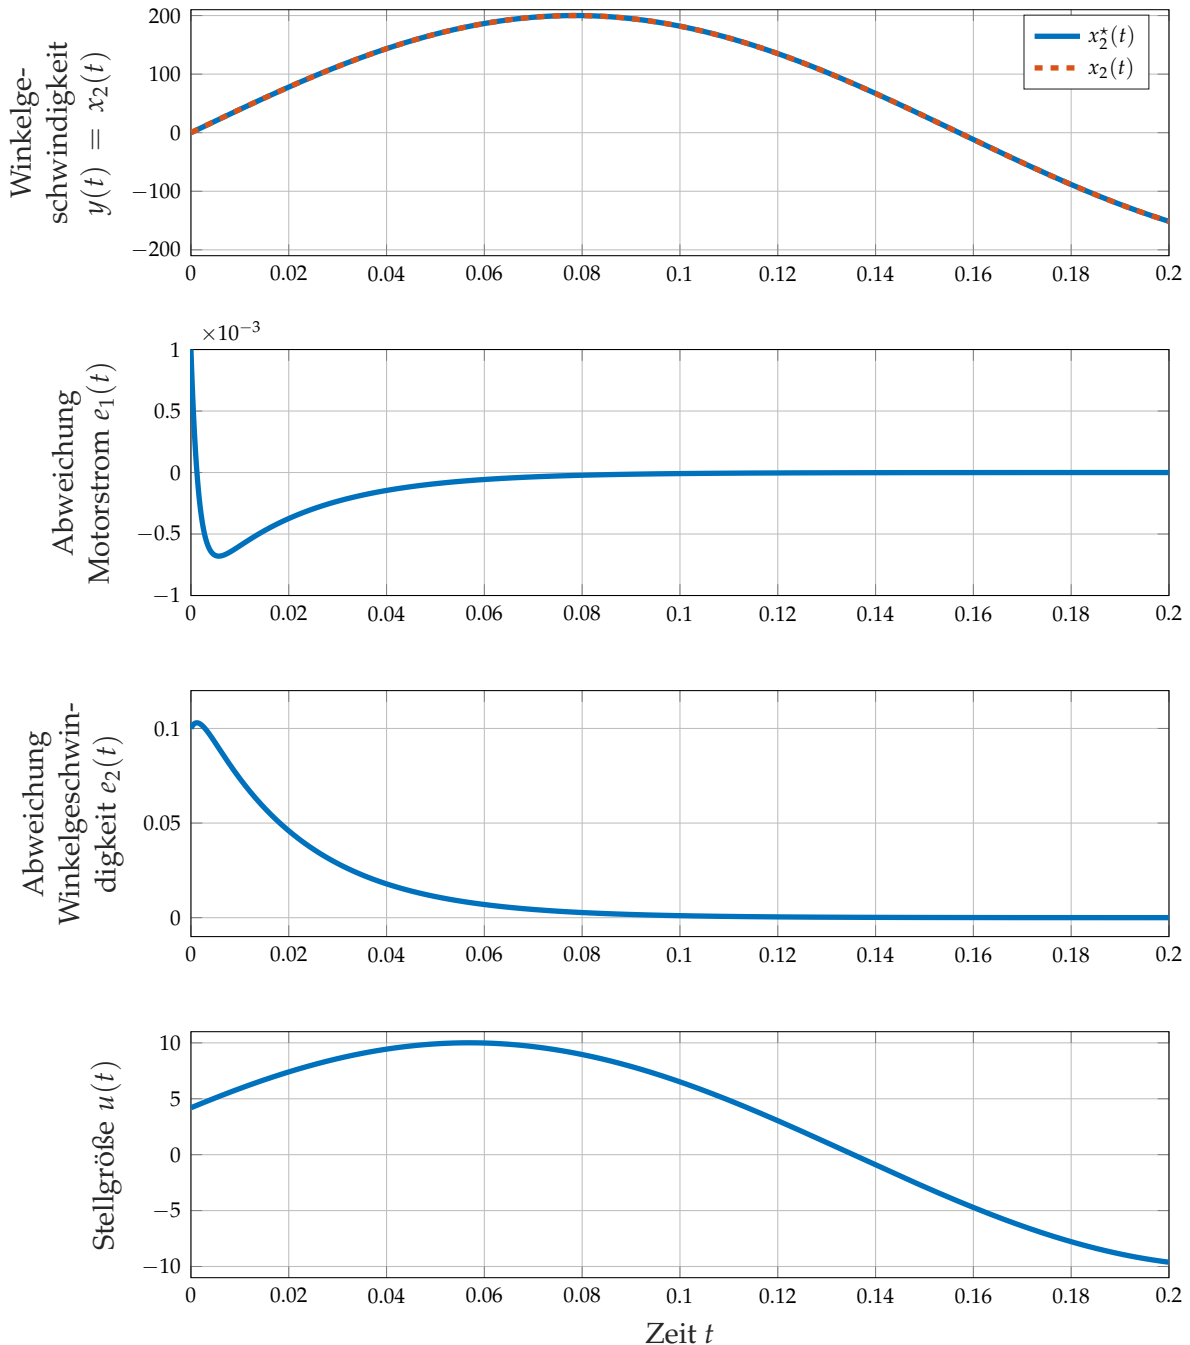 200
100
0
−100
−200
Winkelge-
schwindigkeit
y(t) = x₂(t)
x₂⋆(t)
x₂(t)
0 0.02 0.04 0.06 0.08 0.1 0.12 0.14 0.16 0.18 0.2
×10⁻³
1
0.5
0
−0.5
−1
Abweichung
Motorstrom e₁(t)
0 0.02 0.04 0.06 0.08 0.1 0.12 0.14 0.16 0.18 0.2
0.1
0.05
0
Abweichung
Winkelgeschwin-
digkeit e₂(t)
0 0.02 0.04 0.06 0.08 0.1 0.12 0.14 0.16 0.18 0.2
10
5
0
−5
−10
Stellgröße u(t)
0 0.02 0.04 0.06 0.08 0.1 0.12 0.14 0.16 0.18 0.2
Zeit t